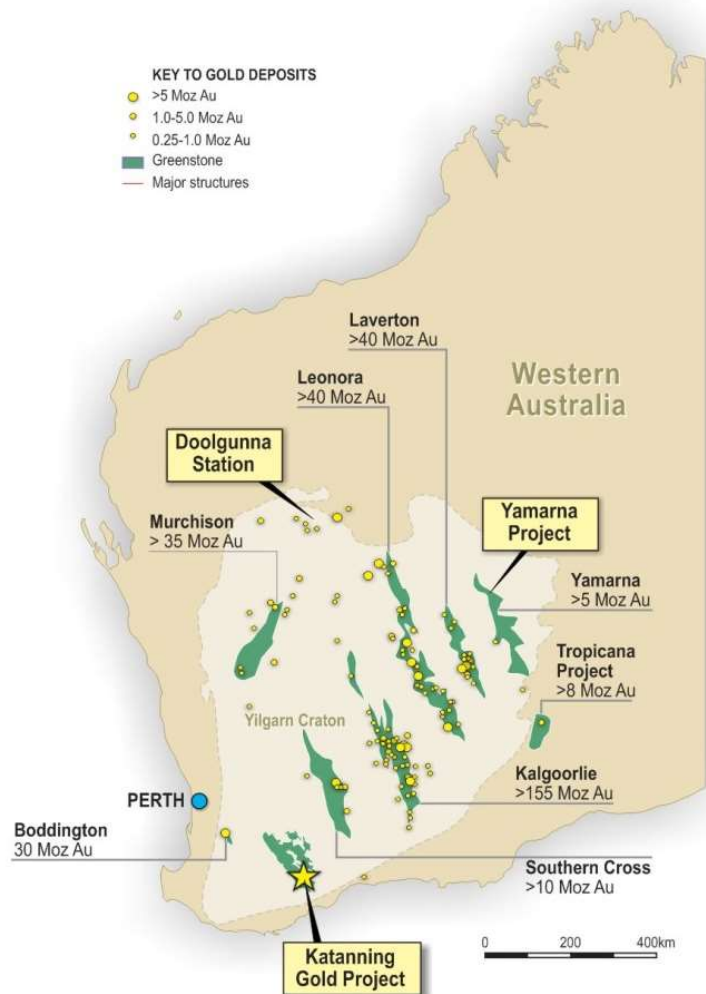 KEY TO GOLD DEPOSITS
>5 Moz Au
1.0-5.0 Moz Au
0.25-1.0 Moz Au
Greenstone
Major structures
Laverton
>40 Moz Au
Leonora
>40 Moz Au
Western
Australia
Doolgunna
Station
Murchison
> 35 Moz Au
Yamarna
Project
Yamarna
>5 Moz Au
Tropicana
Project
>8 Moz Au
Yilgarn Craton
Kalgoorlie
>155 Moz Au
PERTH
Boddington
30 Moz Au
Southern Cross
>10 Moz Au
Katanning
Gold Project
0 200 400km